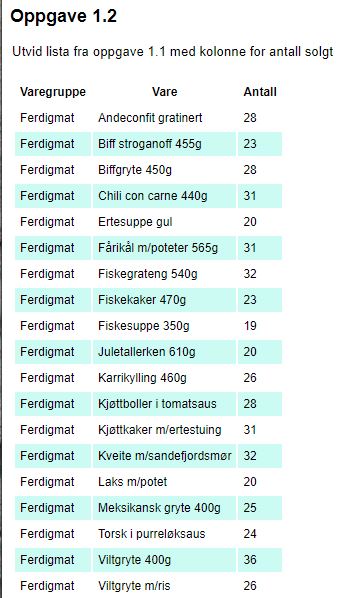 Oppgave 1.2
Utvid lista fra oppgave 1.1 med kolonne for antall solgt
Varegruppe Vare Antall
Ferdigmat Andeconfit gratinert 28
Ferdigmat Biff stroganoff 455g 23
Ferdigmat Biffgryte 450g 28
Ferdigmat Chili con carne 440g 31
Ferdigmat Ertesuppe gul 20
Ferdigmat Fårikål m/poteter 565g 31
Ferdigmat Fiskegrateng 540g 32
Ferdigmat Fiskekaker 470g 23
Ferdigmat Fiskesuppe 350g 19
Ferdigmat Juletallerken 610g 20
Ferdigmat Karrikylling 460g 26
Ferdigmat Kjøttboller i tomatsaus 28
Ferdigmat Kjøttkaker m/ertestuing 31
Ferdigmat Kveite m/sandefjordsmør 32
Ferdigmat Laks m/potet 20
Ferdigmat Meksikansk gryte 400g 25
Ferdigmat Torsk i purreløksaus 24
Ferdigmat Viltgryte 400g 36
Ferdigmat Viltgryte m/ris 26